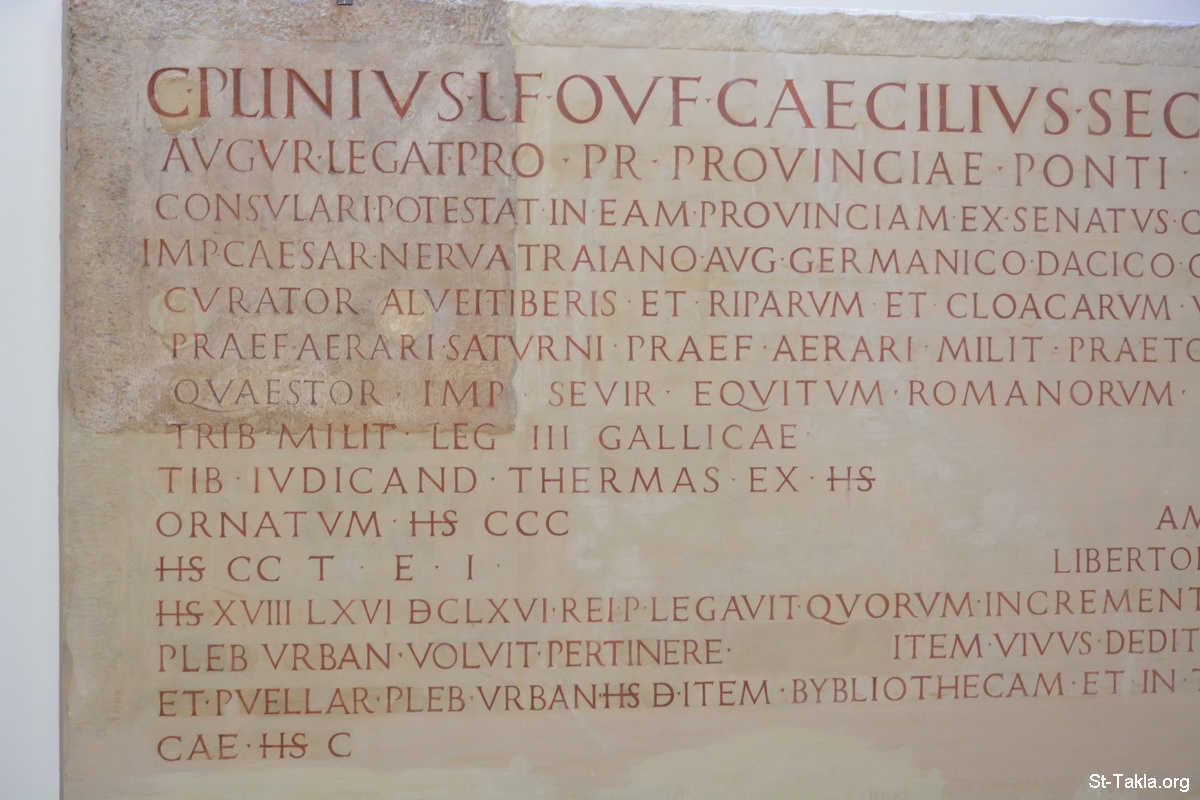 C·PLINIVS·L·F·OVF·CAECILIVS·SEC
AVGVR·LEGAT·PRO·PR·PROVINCIAE·PONTI·
CONSVLARI POTESTAT·IN EAM·PROVINCIAM·EX·SENATVS·C
IMP·CAESAR·NERVA TRAIANO·AVG·GERMANICO·DACICO
CVRATOR ALVEI TIBERIS·ET·RIPARVM·ET·CLOACARVM·V
PRAEF·AERARI SATVRNI·PRAEF·AERARI·MILIT·PRAETO
QVAESTOR·IMP·SEVIR·EQVITVM·ROMANORVM·
TRIB·MILIT·LEG III GALLICAE·
TIB·IVDICAND·THERMAS·EX·HS
ORNATVM·HS CCC
AM
HS CC T·E·I·
LIBERTOR
HS XVIII LXVI DCLXVI·REI·P·LEGAVIT·QVORVM·INCREMENT
PLEB VRBAN·VOLVIT·PERTINERE· ITEM·VIVVS·DEDIT
ET·PVELLAR·PLEB·VRBAN HS D·ITEM·BYBLIOTHECAM·ET·IN·T
CAE·HS C
St-Takla.org